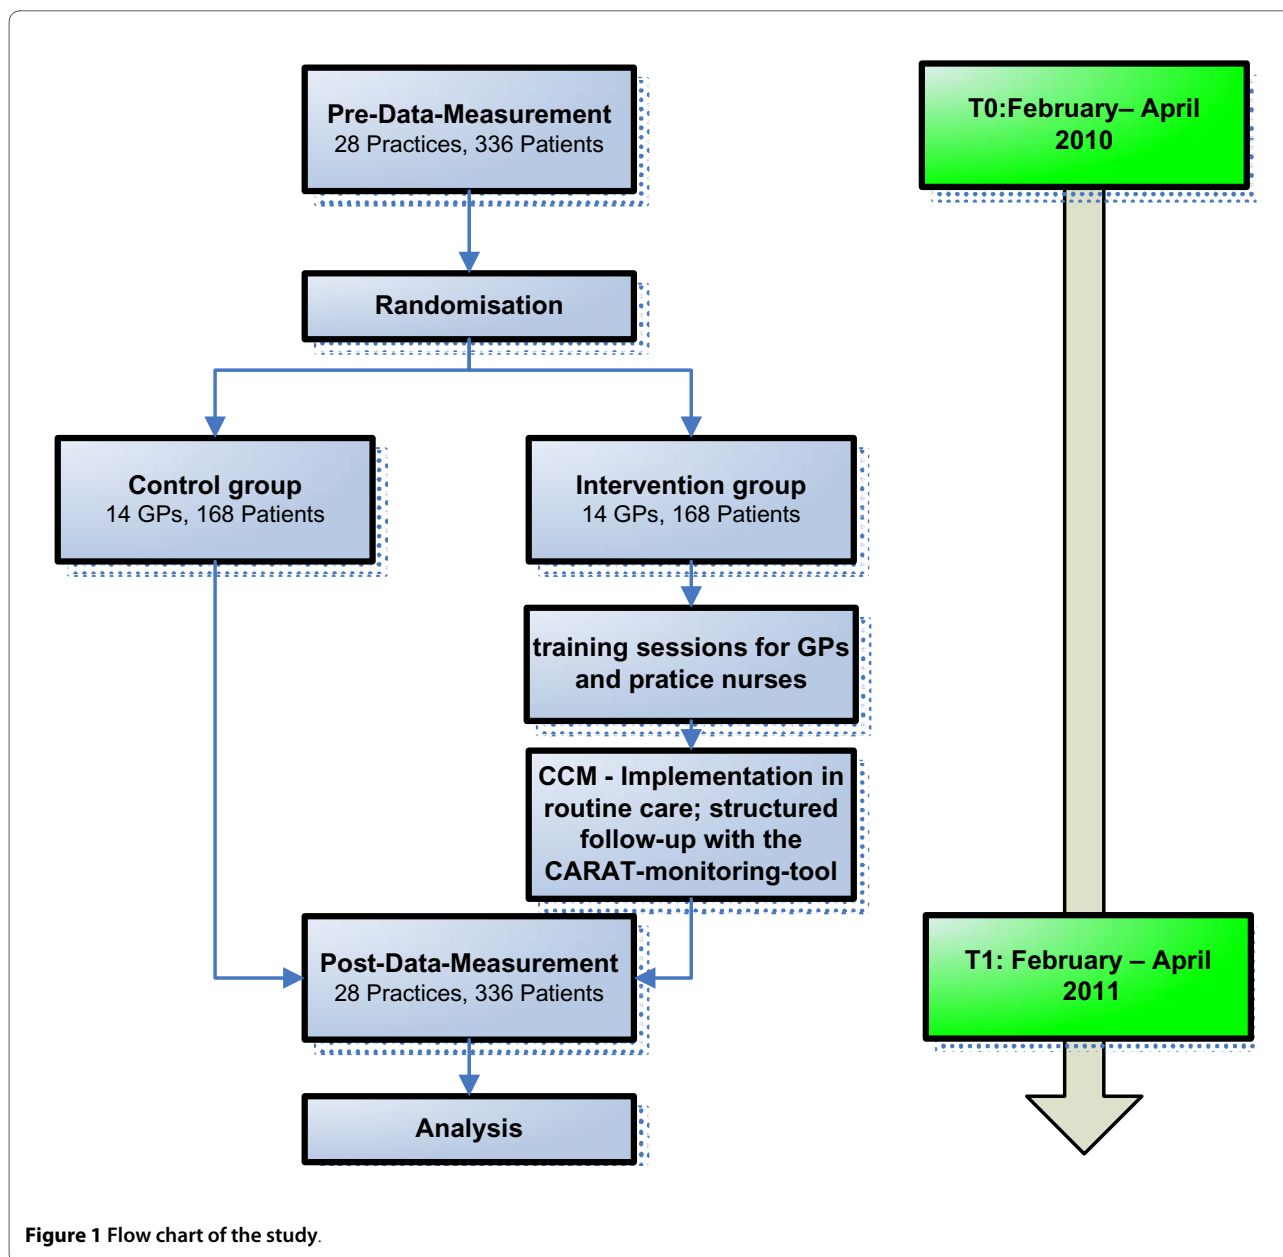 Pre-Data-Measurement
28 Practices, 336 Patients
T0:February– April
2010
Randomisation
Control group
14 GPs, 168 Patients
Intervention group
14 GPs, 168 Patients
training sessions for GPs
and pratice nurses
CCM - Implementation in
routine care; structured
follow-up with the
CARAT-monitoring-tool
Post-Data-Measurement
28 Practices, 336 Patients
T1: February – April
2011
Analysis
Figure 1 Flow chart of the study.